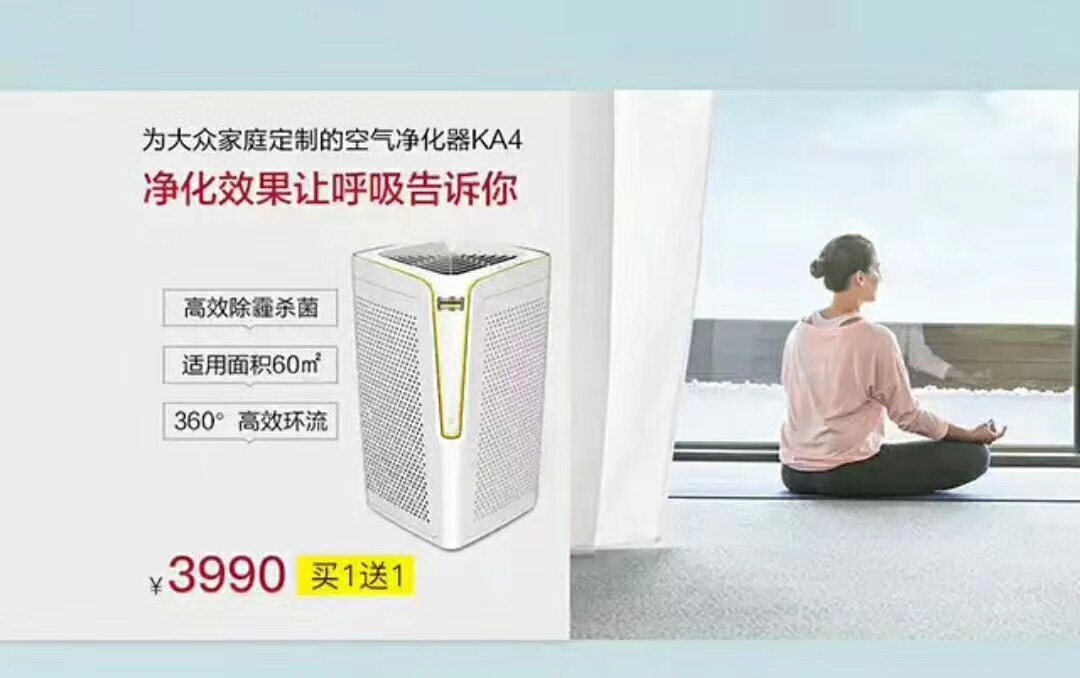 为大众家庭定制的空气净化器KA4
净化效果让呼吸告诉你
高效除霾杀菌
适用面积60㎡
360° 高效环流
¥3990 买1送1